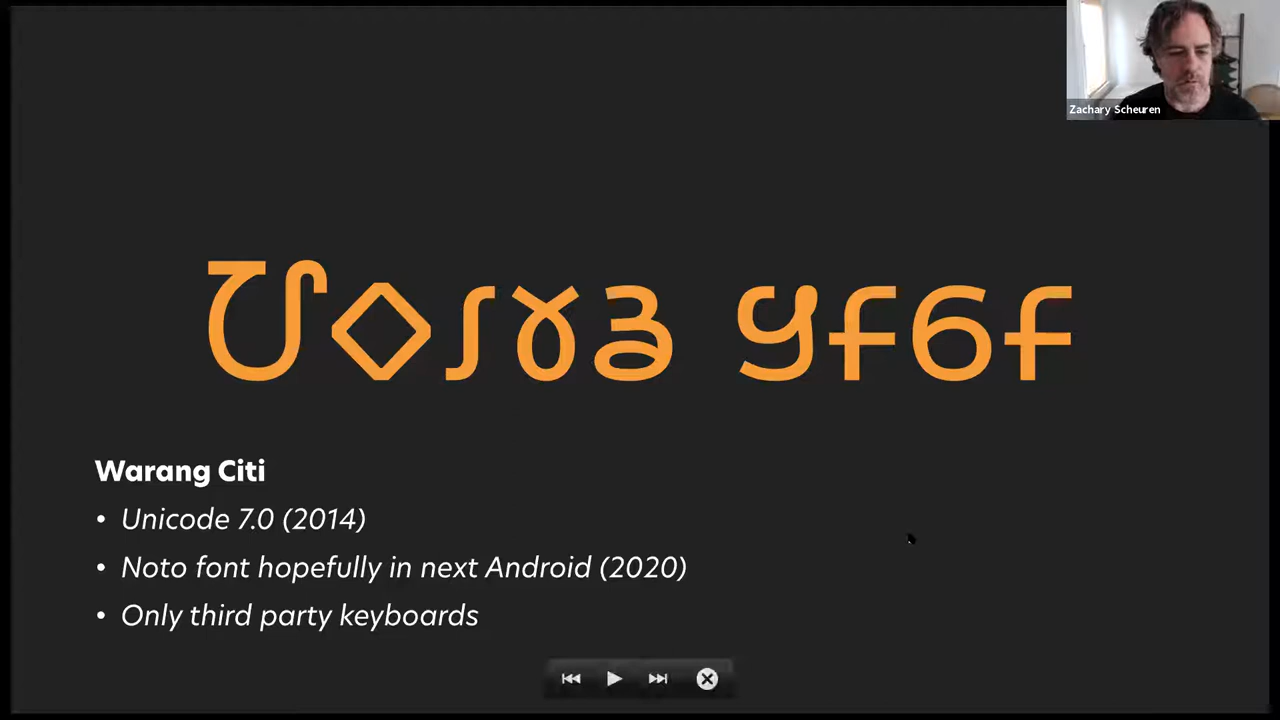 Zachary Scheuren
Warang Citi
• Unicode 7.0 (2014)
• Noto font hopefully in next Android (2020)
• Only third party keyboards